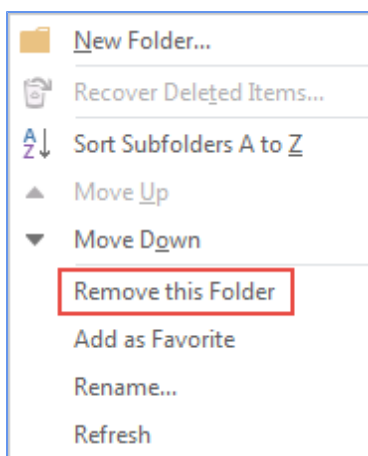 New Folder...
Recover Deleted Items...
A
Z
Sort Subfolders A to Z
Move Up
Move Down
Remove this Folder
Add as Favorite
Rename...
Refresh